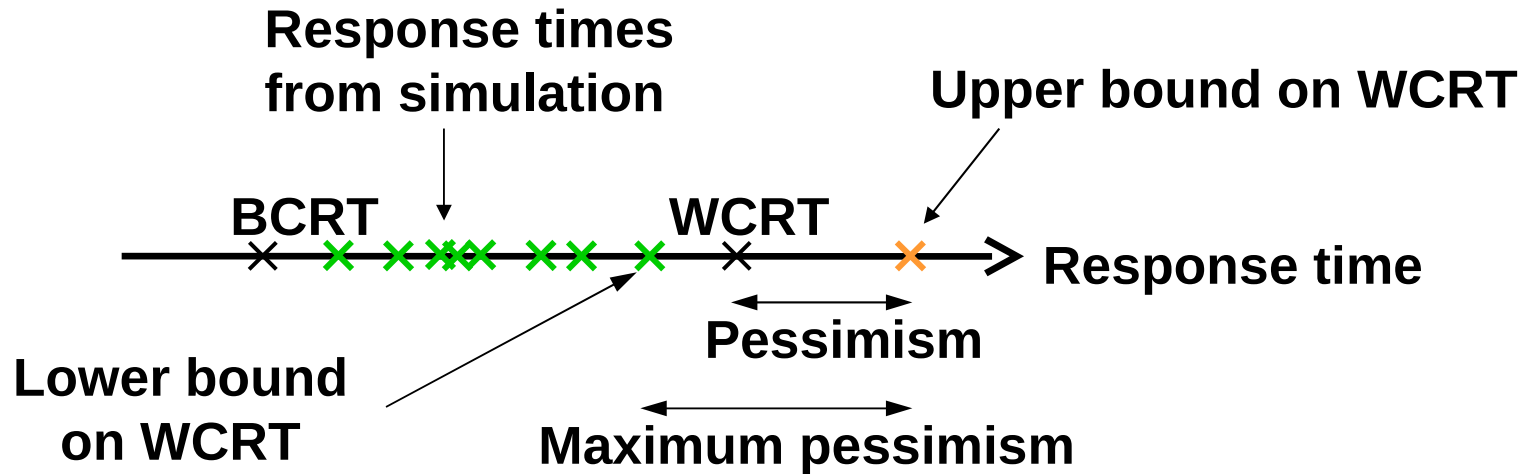 Response times
from simulation
Upper bound on WCRT
BCRT
WCRT
Response time
Pessimism
Lower bound
on WCRT
Maximum pessimism